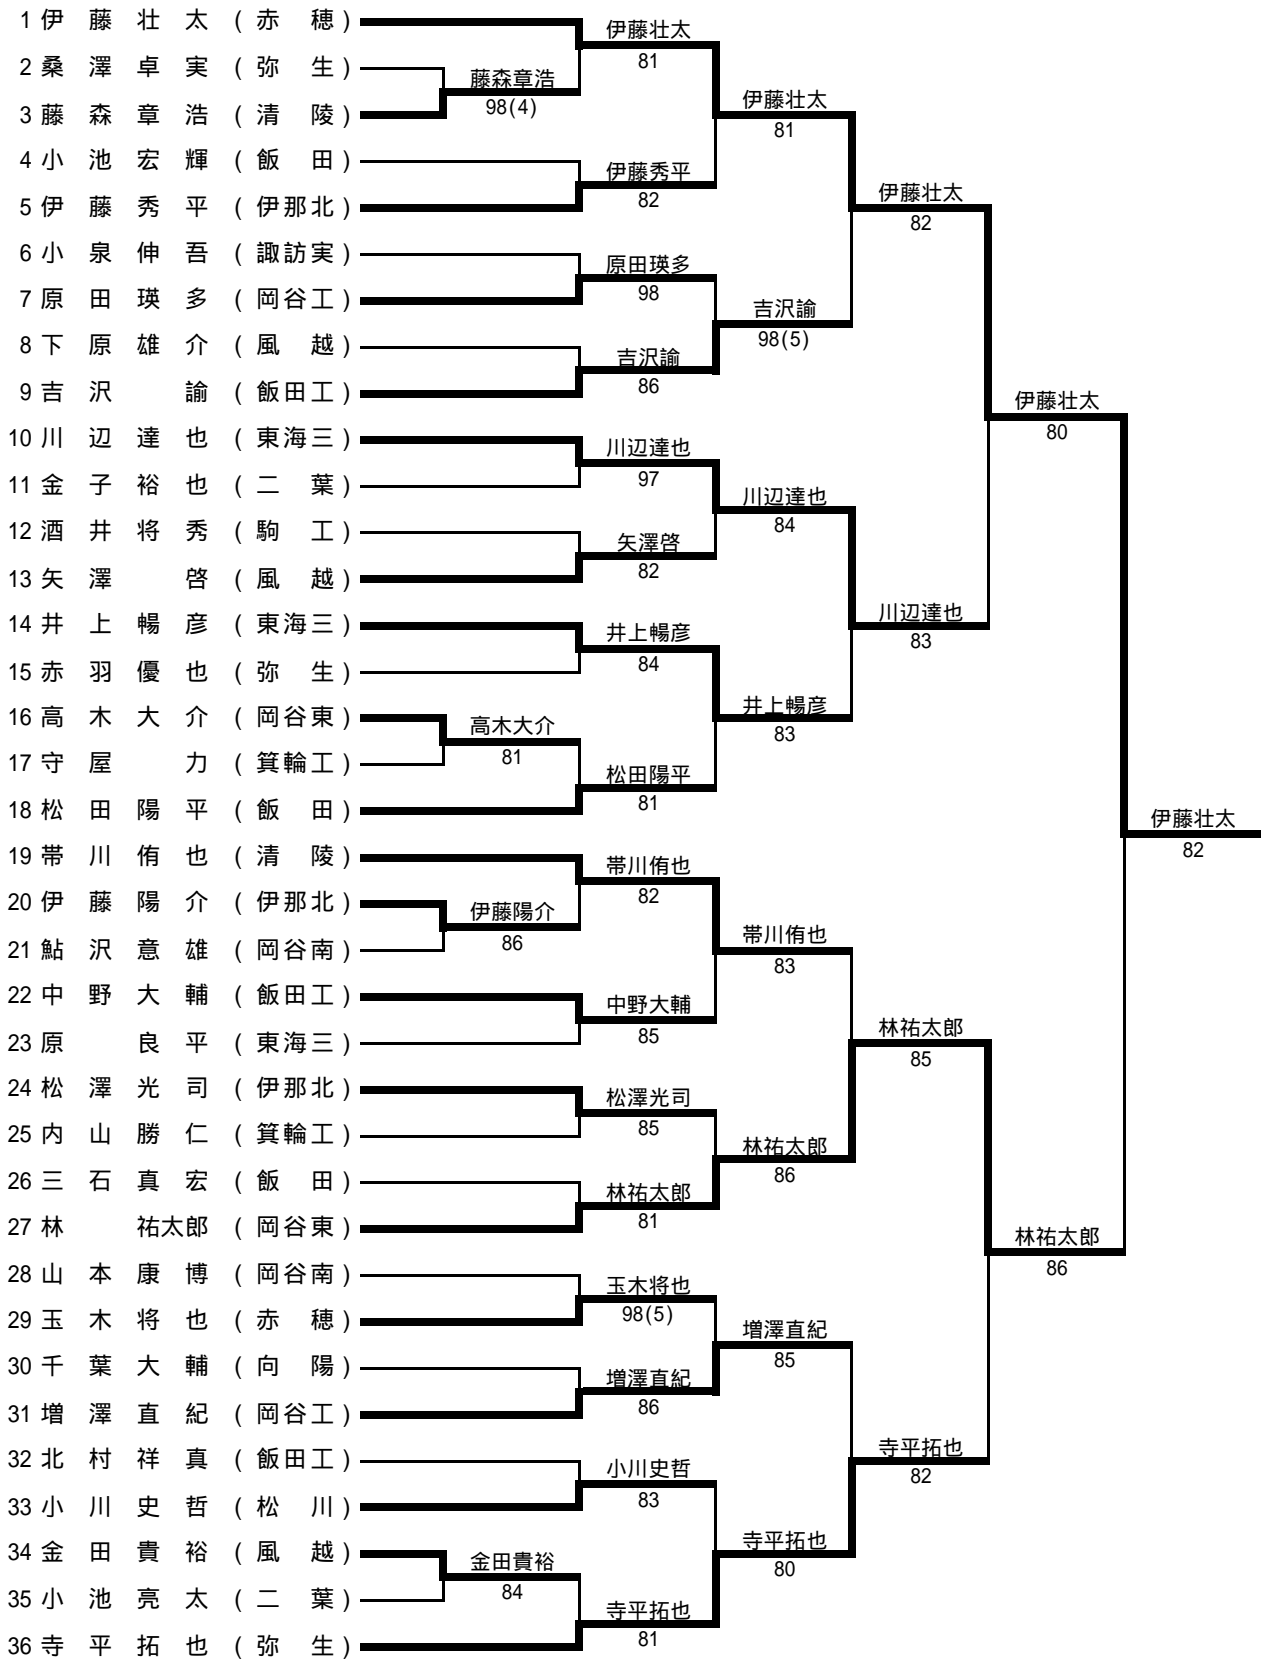 1 伊藤壮太 (赤穂)
2 桑澤卓実 (弥生)
3 藤森章浩 (清陵)
4 小池宏輝 (飯田)
5 伊藤秀平 (伊那北)
6 小泉伸吾 (諏訪実)
7 原田瑛多 (岡谷工)
8 下原雄介 (風越)
9 吉沢諭 (飯田工)
10 川辺達也 (東海三)
11 金子裕也 (二葉)
12 酒井将秀 (駒工)
13 矢澤啓 (風越)
14 井上暢彦 (東海三)
15 赤羽優也 (弥生)
16 高木大介 (岡谷東)
17 守屋力 (箕輪工)
18 松田陽平 (飯田)
19 帯川侑也 (清陵)
20 伊藤陽介 (伊那北)
21 鮎沢意雄 (岡谷南)
22 中野大輔 (飯田工)
23 原良平 (東海三)
24 松澤光司 (伊那北)
25 内山勝仁 (箕輪工)
26 三石真宏 (飯田)
27 林祐太郎 (岡谷東)
28 山本康博 (岡谷南)
29 玉木将也 (赤穂)
30 千葉大輔 (向陽)
31 増澤直紀 (岡谷工)
32 北村祥真 (飯田工)
33 小川史哲 (松川)
34 金田貴裕 (風越)
35 小池亮太 (二葉)
36 寺平拓也 (弥生)
藤森章浩
98(4)
高木大介
81
伊藤陽介
86
金田貴裕
84
伊藤壮太
81
伊藤秀平
82
原田瑛多
98
吉沢諭
86
川辺達也
97
矢澤啓
82
井上暢彦
84
松田陽平
81
帯川侑也
82
中野大輔
85
松澤光司
85
林祐太郎
81
玉木将也
98(5)
増澤直紀
86
小川史哲
83
寺平拓也
81
伊藤壮太
81
吉沢諭
98(5)
川辺達也
84
井上暢彦
83
帯川侑也
83
林祐太郎
86
増澤直紀
85
寺平拓也
80
伊藤壮太
82
川辺達也
83
林祐太郎
85
寺平拓也
82
伊藤壮太
80
林祐太郎
86
伊藤壮太
82